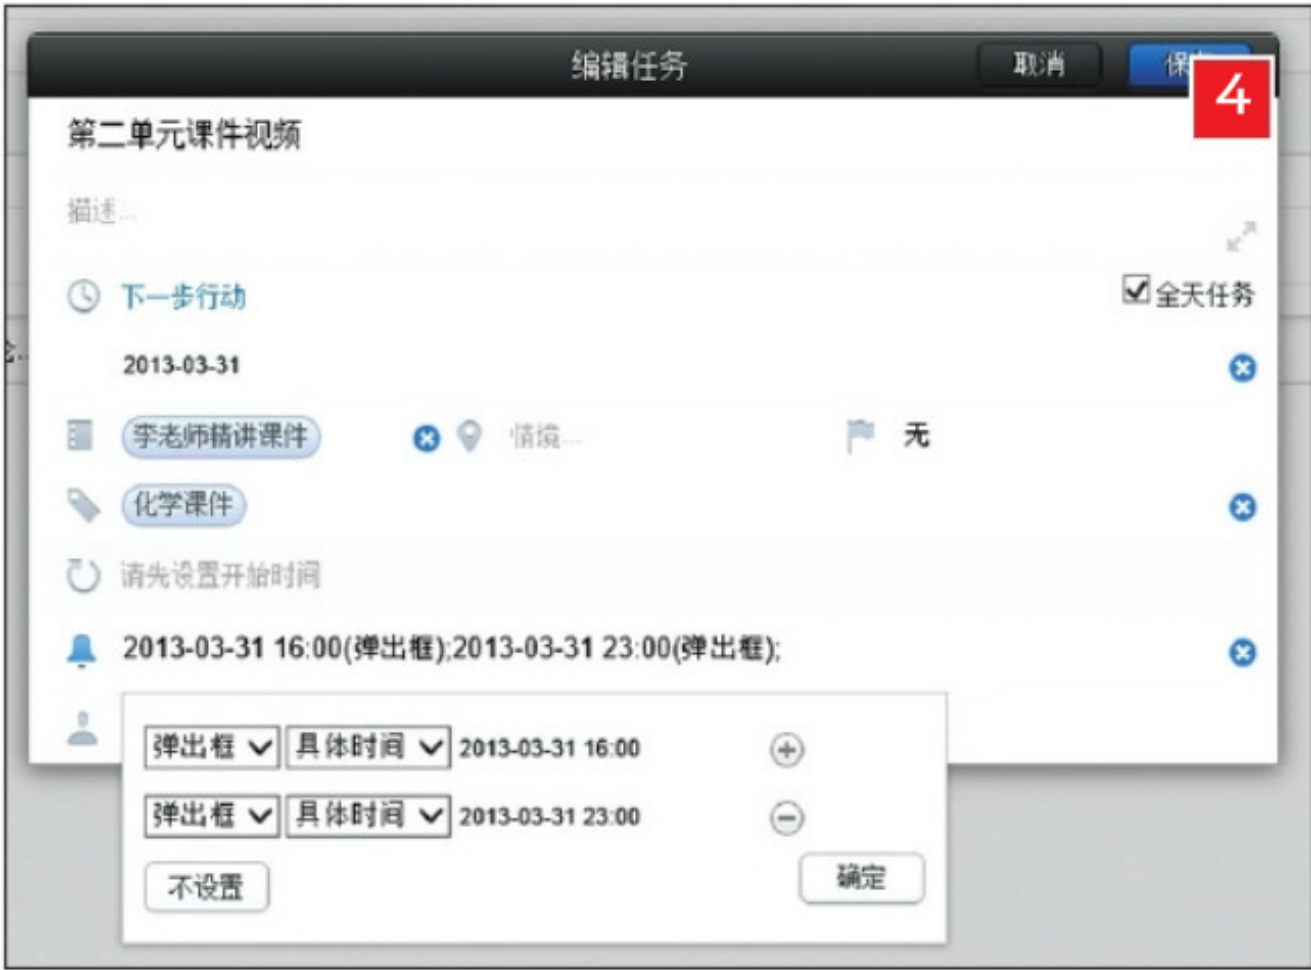 编辑任务 取消 保
4
第二单元课件视频
描述...
下一步行动 全天任务
2013-03-31
李老师精讲课件 情境... 无
化学课件
请先设置开始时间
2013-03-31 16:00(弹出框);2013-03-31 23:00(弹出框);
弹出框 具体时间 2013-03-31 16:00
弹出框 具体时间 2013-03-31 23:00
不设置 确定